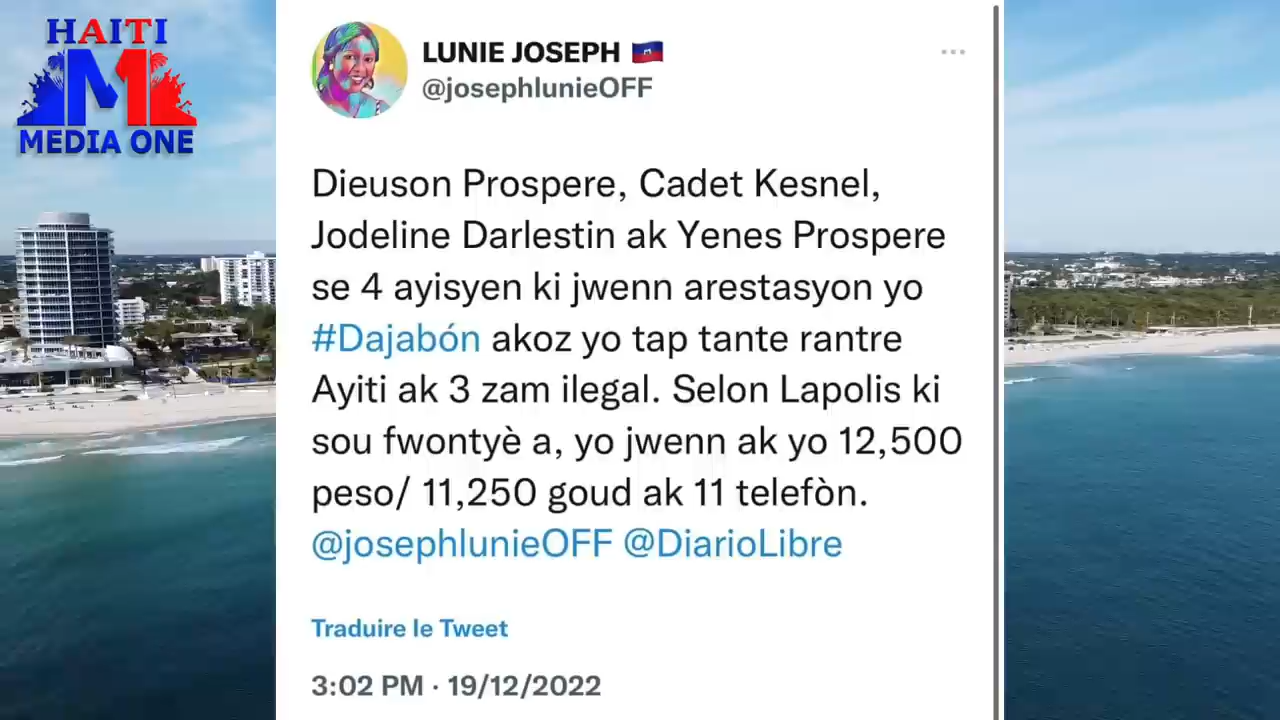 HAITI
M1
MEDIA ONE
LUNIE JOSEPH 🇭🇹
@josephlunieOFF
Dieuson Prospere, Cadet Kesnel,
Jodeline Darlestin ak Yenes Prospere
se 4 ayisyen ki jwenn arestasyon yo
#Dajabón akoz yo tap tante rantre
Ayiti ak 3 zam ilegal. Selon Lapolis ki
sou fwontyè a, yo jwenn ak yo 12,500
peso/ 11,250 goud ak 11 telefòn.
@josephlunieOFF @DiarioLibre
Traduire le Tweet
3:02 PM · 19/12/2022